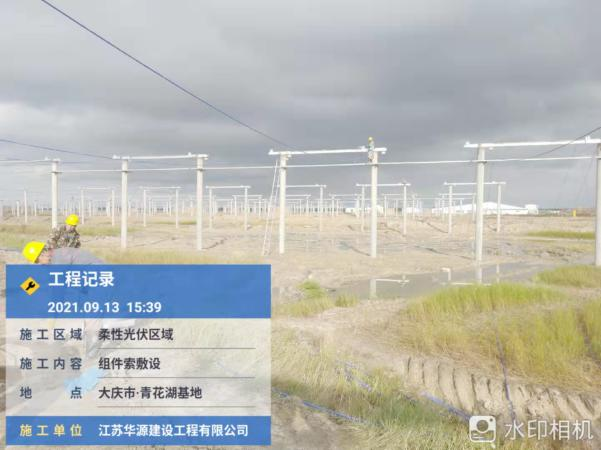 工程记录
2021.09.13 15:39
施工区域 柔性光伏区域
施工内容 组件索敷设
地点 大庆市·青花湖基地
施工单位 江苏华源建设工程有限公司
水印相机